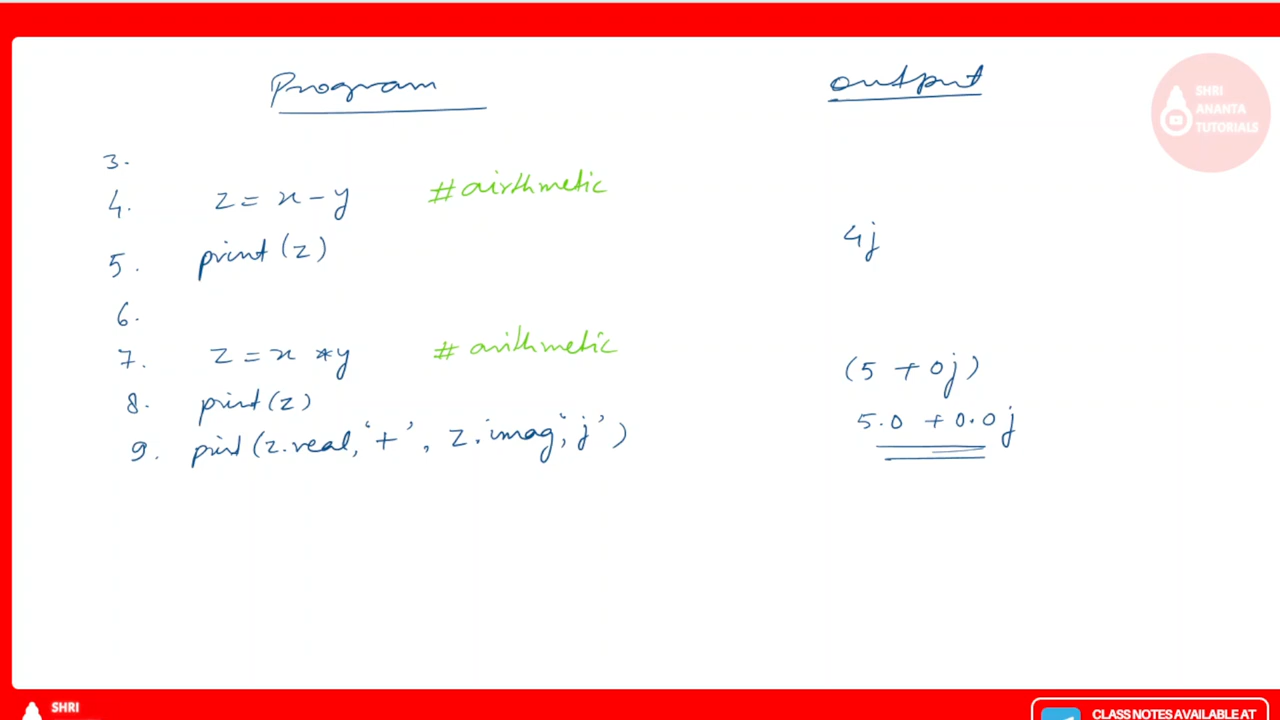 Program output
SHRI
ANANTA
TUTORIALS
3.
4. z = x - y #airthmetic
5. print (z) 4j
6.
7. z = x * y # arithmetic
8. print (z) (5 + 0j)
9. print (z.real, '+', z.imag, 'j') 5.0 + 0.0j
SHRI
CLASS NOTES AVAILABLE AT